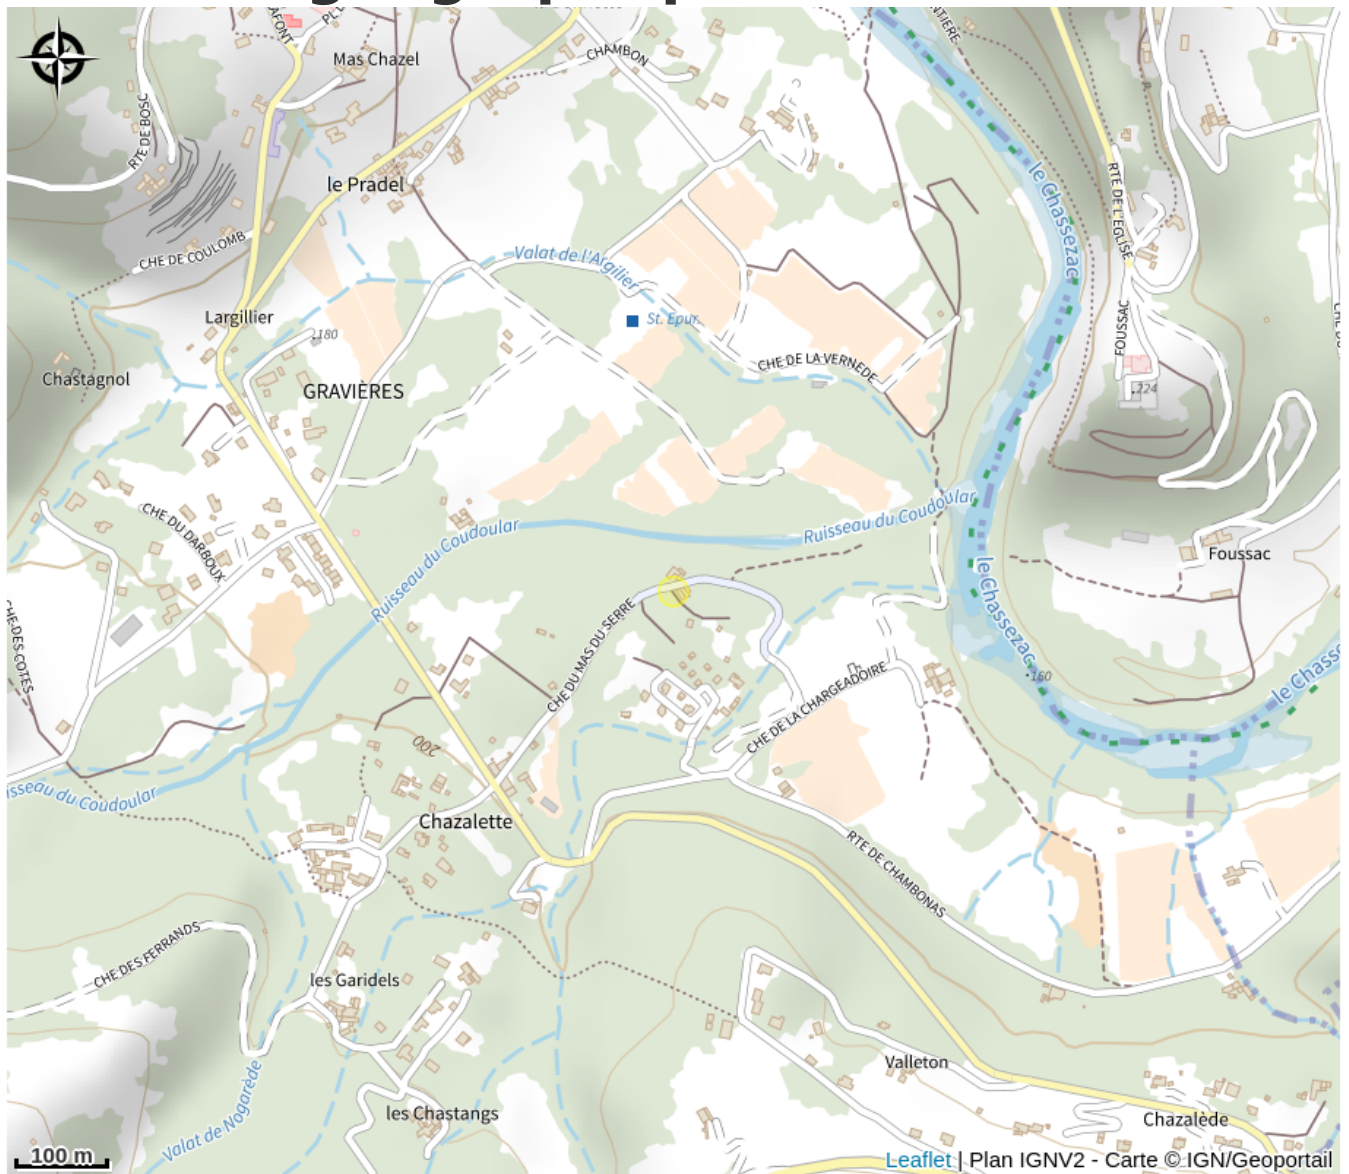 CHAMBON
Mas Chazel
RTE DE BOSC
le Pradel
le Chassezac
RTE DE L'EGLISE
CHE DE COULOMB
Valat de l'Argilier
Largillier
180
St. Epur.
FOUSSAC
CHE DE LA VERNEDE
Chastagnol
GRAVIÈRES
224
CHE DU DARBOUX
Ruisseau du Coudoular
Ruisseau du Coudoular
Foussac
le Chassezac
CHE DES COTES
CHE DU MAS DU SERRE
CHE DE LA CHARGEADOIRE
160
le Chasse
200
isseau du Coudoular
Chazalette
RTE DE CHAMBONAS
CHE DES FERRANDS
les Garidels
Valleton
Valat de Nogarède
les Chastangs
Chazalède
100 m
Leaflet | Plan IGNV2 - Carte © IGN/Geoportail